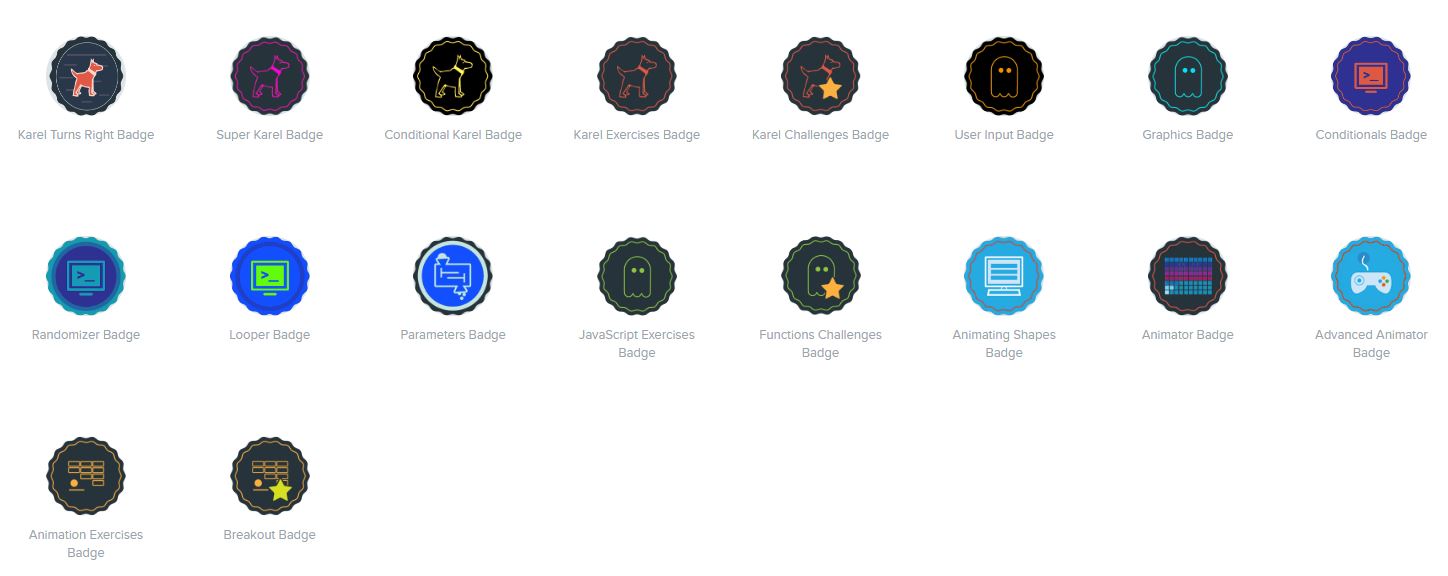 Karel Turns Right Badge
Super Karel Badge
Conditional Karel Badge
Karel Exercises Badge
Karel Challenges Badge
User Input Badge
Graphics Badge
>_
Conditionals Badge
>_
Randomizer Badge
>_
Looper Badge
Parameters Badge
JavaScript Exercises
Badge
Functions Challenges
Badge
Animating Shapes
Badge
Animator Badge
Advanced Animator
Badge
Animation Exercises
Badge
Breakout Badge